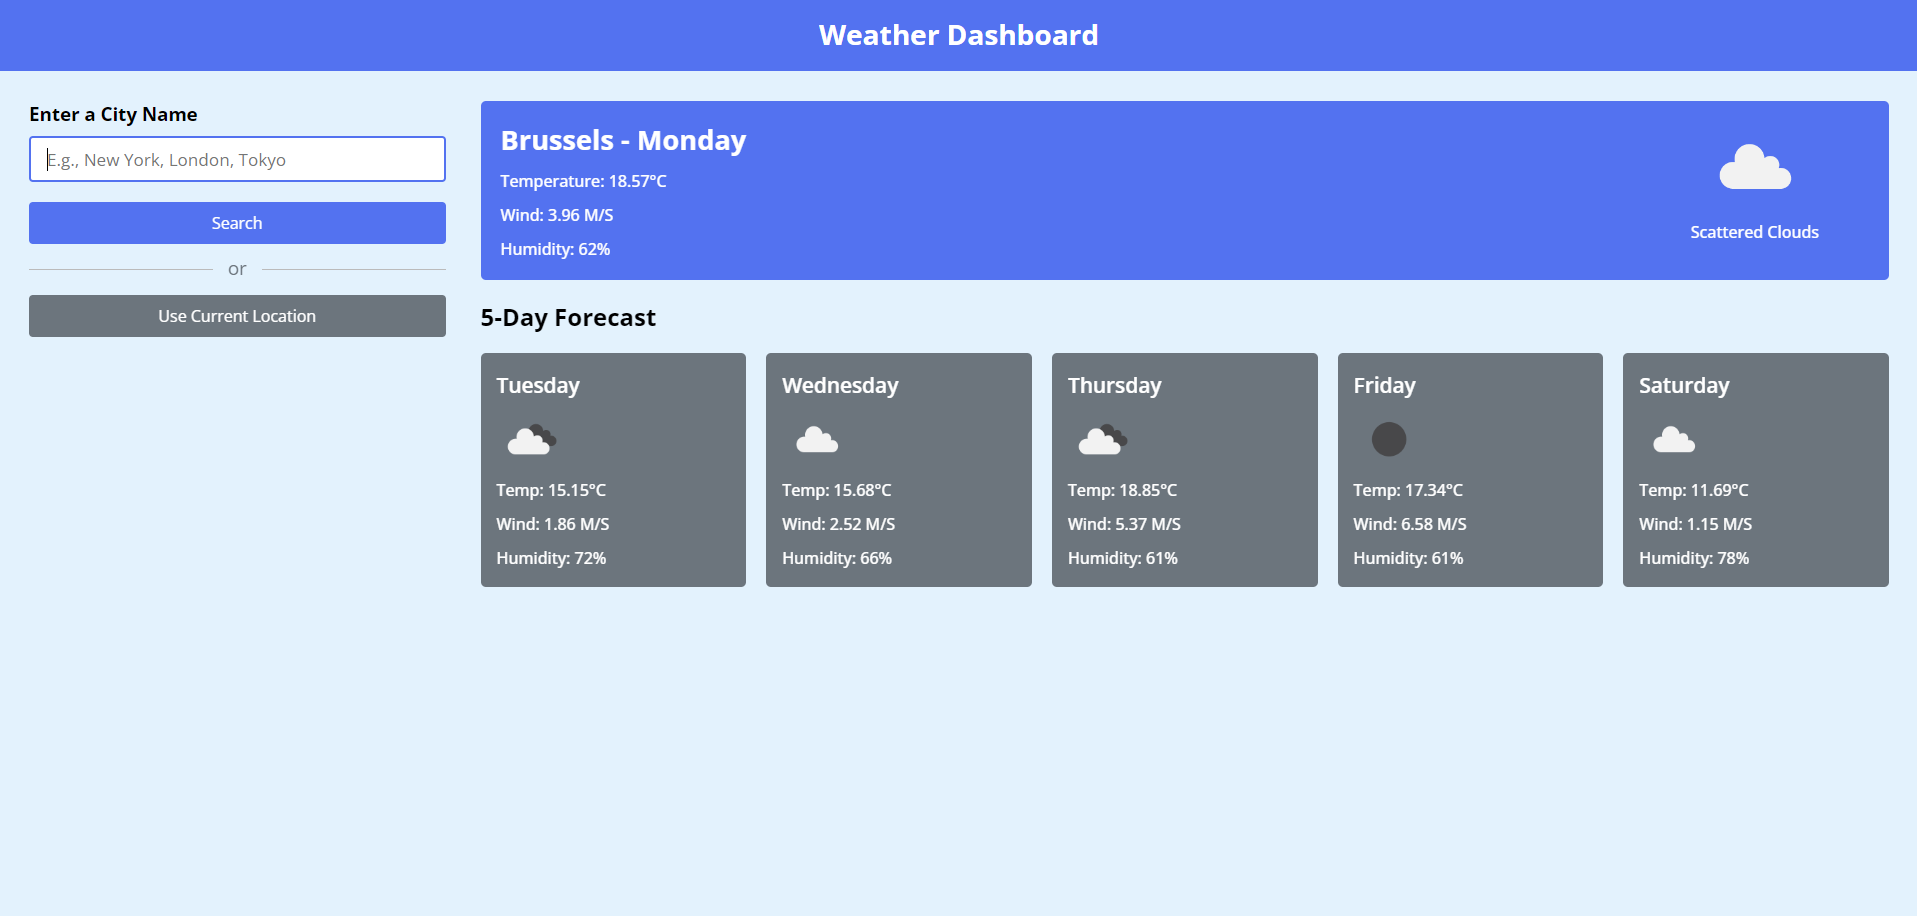 Weather Dashboard
Enter a City Name
E.g., New York, London, Tokyo
Search
or
Use Current Location
Brussels - Monday
Temperature: 18.57°C
Wind: 3.96 M/S
Humidity: 62%
Scattered Clouds
5-Day Forecast
Tuesday
Temp: 15.15°C
Wind: 1.86 M/S
Humidity: 72%
Wednesday
Temp: 15.68°C
Wind: 2.52 M/S
Humidity: 66%
Thursday
Temp: 18.85°C
Wind: 5.37 M/S
Humidity: 61%
Friday
Temp: 17.34°C
Wind: 6.58 M/S
Humidity: 61%
Saturday
Temp: 11.69°C
Wind: 1.15 M/S
Humidity: 78%